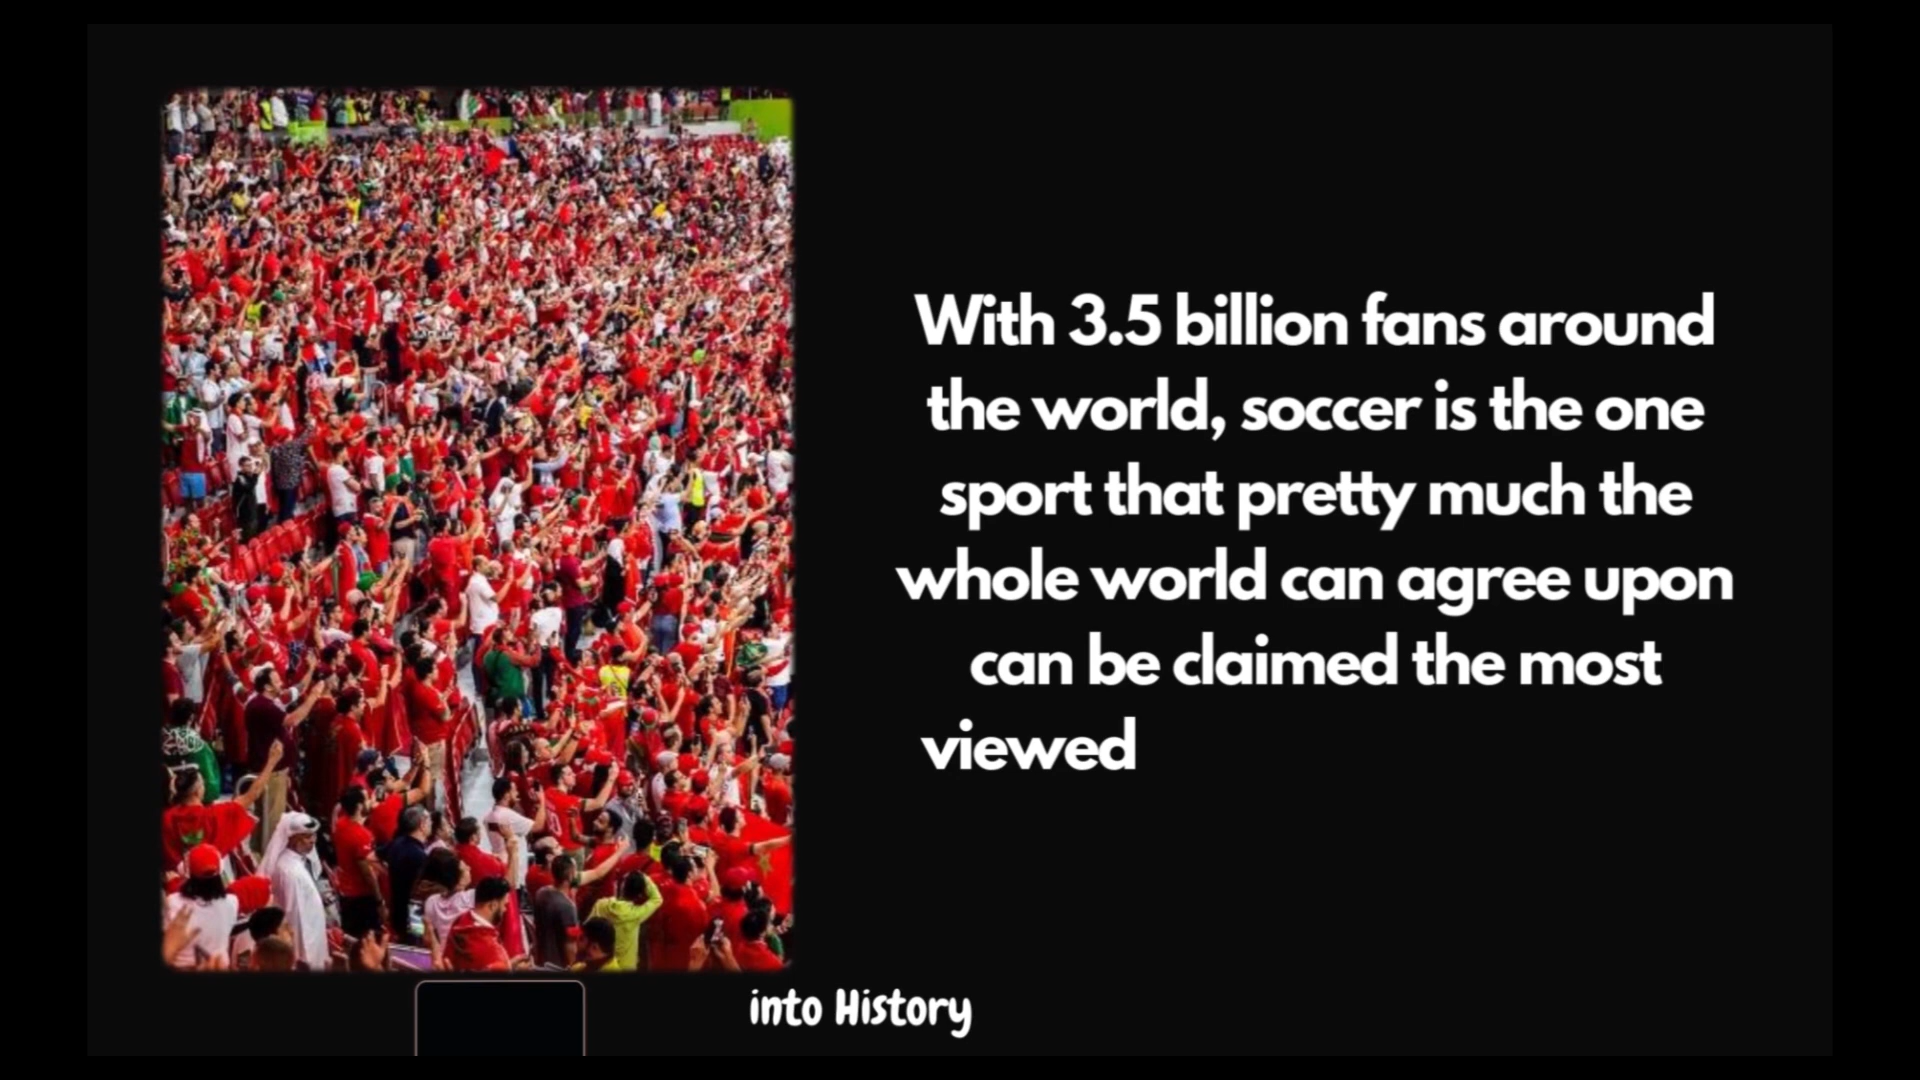 With 3.5 billion fans around
the world, soccer is the one
sport that pretty much the
whole world can agree upon
can be claimed the most
viewed
into History